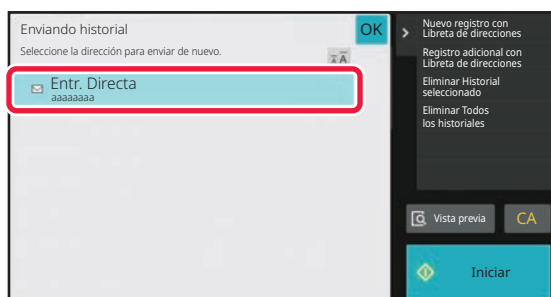 Enviando historial
OK
Seleccione la dirección para enviar de nuevo.
Entr. Directa
aaaaaaaa
Nuevo registro con
Libreta de direcciones
Registro adicional con
Libreta de direcciones
Eliminar Historial
seleccionado
Eliminar Todos
los historiales
Vista previa
CA
Iniciar